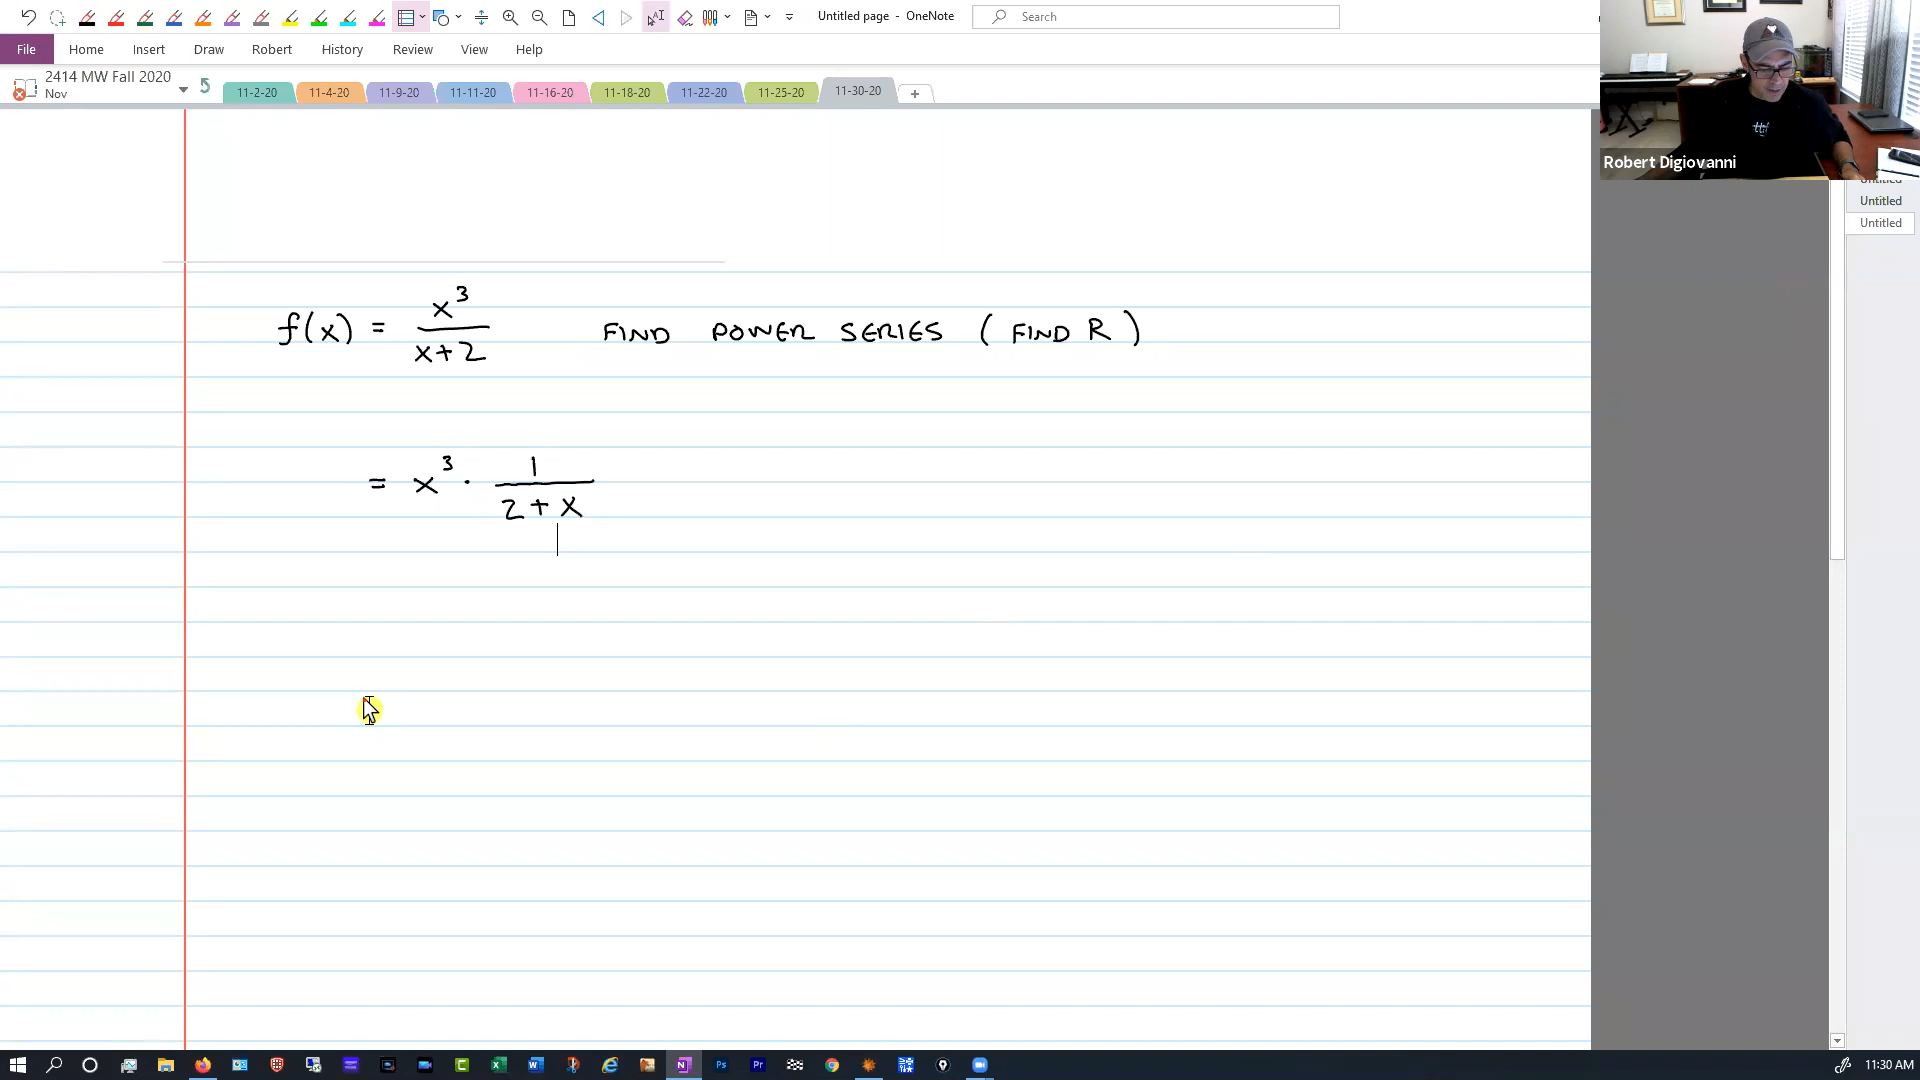 Untitled page - OneNote
Search
File Home Insert Draw Robert History Review View Help
2414 MW Fall 2020
Nov
11-2-20 11-4-20 11-9-20 11-11-20 11-16-20 11-18-20 11-22-20 11-25-20 11-30-20
Robert Digiovanni
Untitled
Untitled
Untitled
f(x) = x³/(x+2) FIND POWER SERIES ( FIND R )
= x³ · 1/(2+x)
11:30 AM